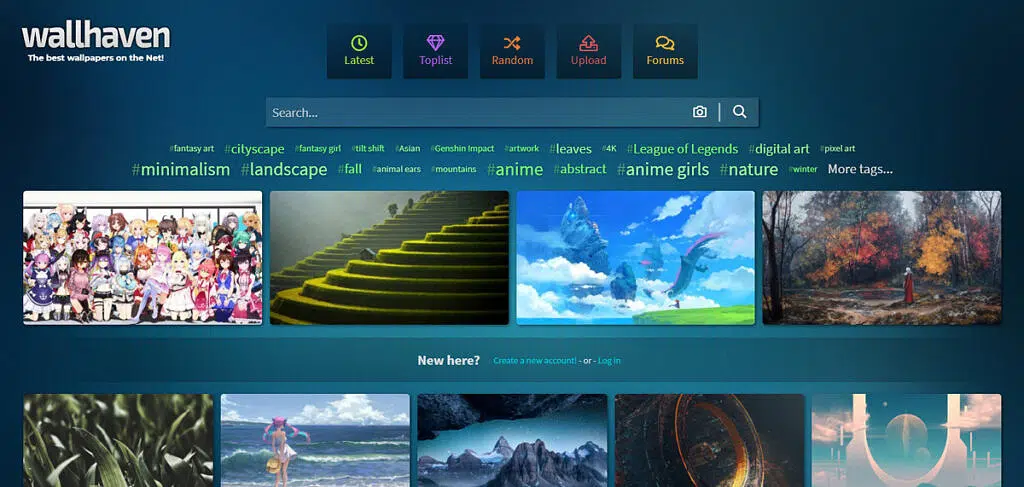 wallhaven
The best wallpapers on the Net!
Latest
Toplist
Random
Upload
Forums
Search...
#fantasy art #cityscape #fantasy girl #tilt shift #Asian #Genshin Impact #artwork #leaves #4K #League of Legends #digital art #pixel art
#minimalism #landscape #fall #animal ears #mountains #anime #abstract #anime girls #nature #winter More tags...
New here? Create a new account! - or - Log in